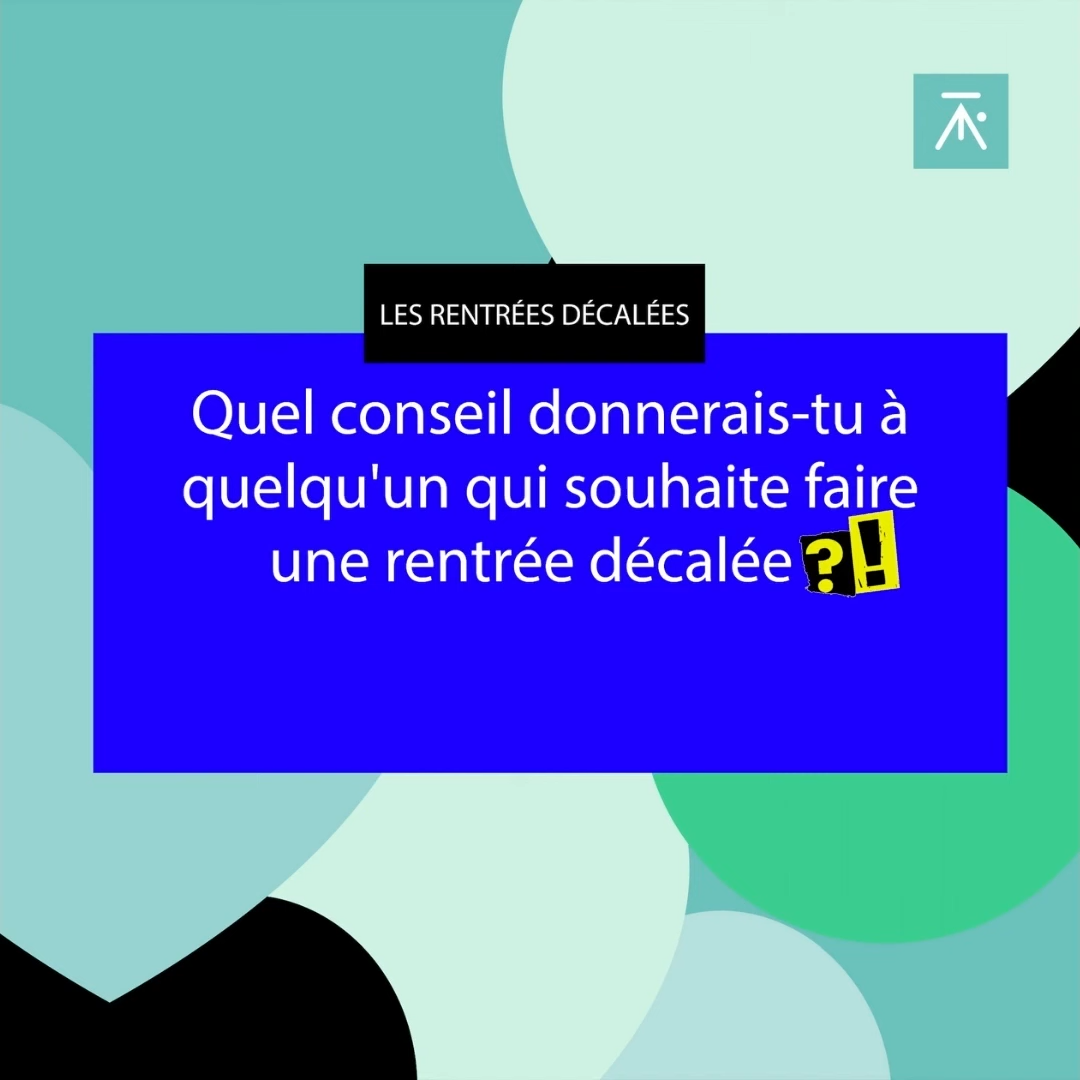 LES RENTRÉES DÉCALÉES
Quel conseil donnerais-tu à
quelqu'un qui souhaite faire
une rentrée décalée ?!